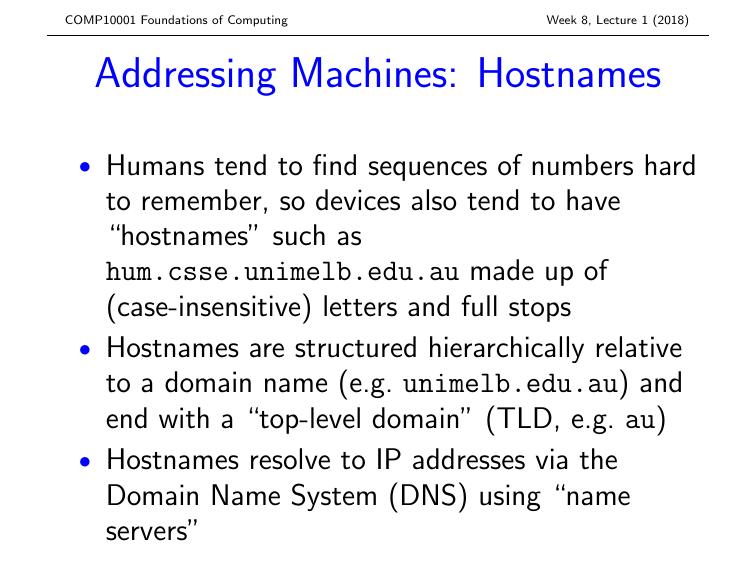 COMP10001 Foundations of Computing Week 8, Lecture 1 (2018)
Addressing Machines: Hostnames
• Humans tend to find sequences of numbers hard
to remember, so devices also tend to have
“hostnames” such as
hum.csse.unimelb.edu.au made up of
(case-insensitive) letters and full stops
• Hostnames are structured hierarchically relative
to a domain name (e.g. unimelb.edu.au) and
end with a “top-level domain” (TLD, e.g. au)
• Hostnames resolve to IP addresses via the
Domain Name System (DNS) using “name
servers”